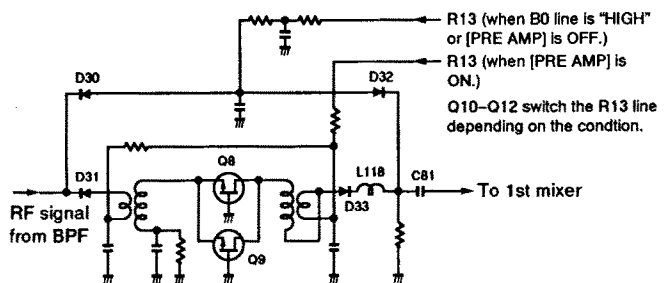 R13 (when B0 line is "HIGH"
or [PRE AMP] is OFF.)
R13 (when [PRE AMP] is
ON.)
Q10–Q12 switch the R13 line
depending on the condtion.
D30
D32
D31
Q8
L118
C81
D33
Q9
RF signal
from BPF
To 1st mixer